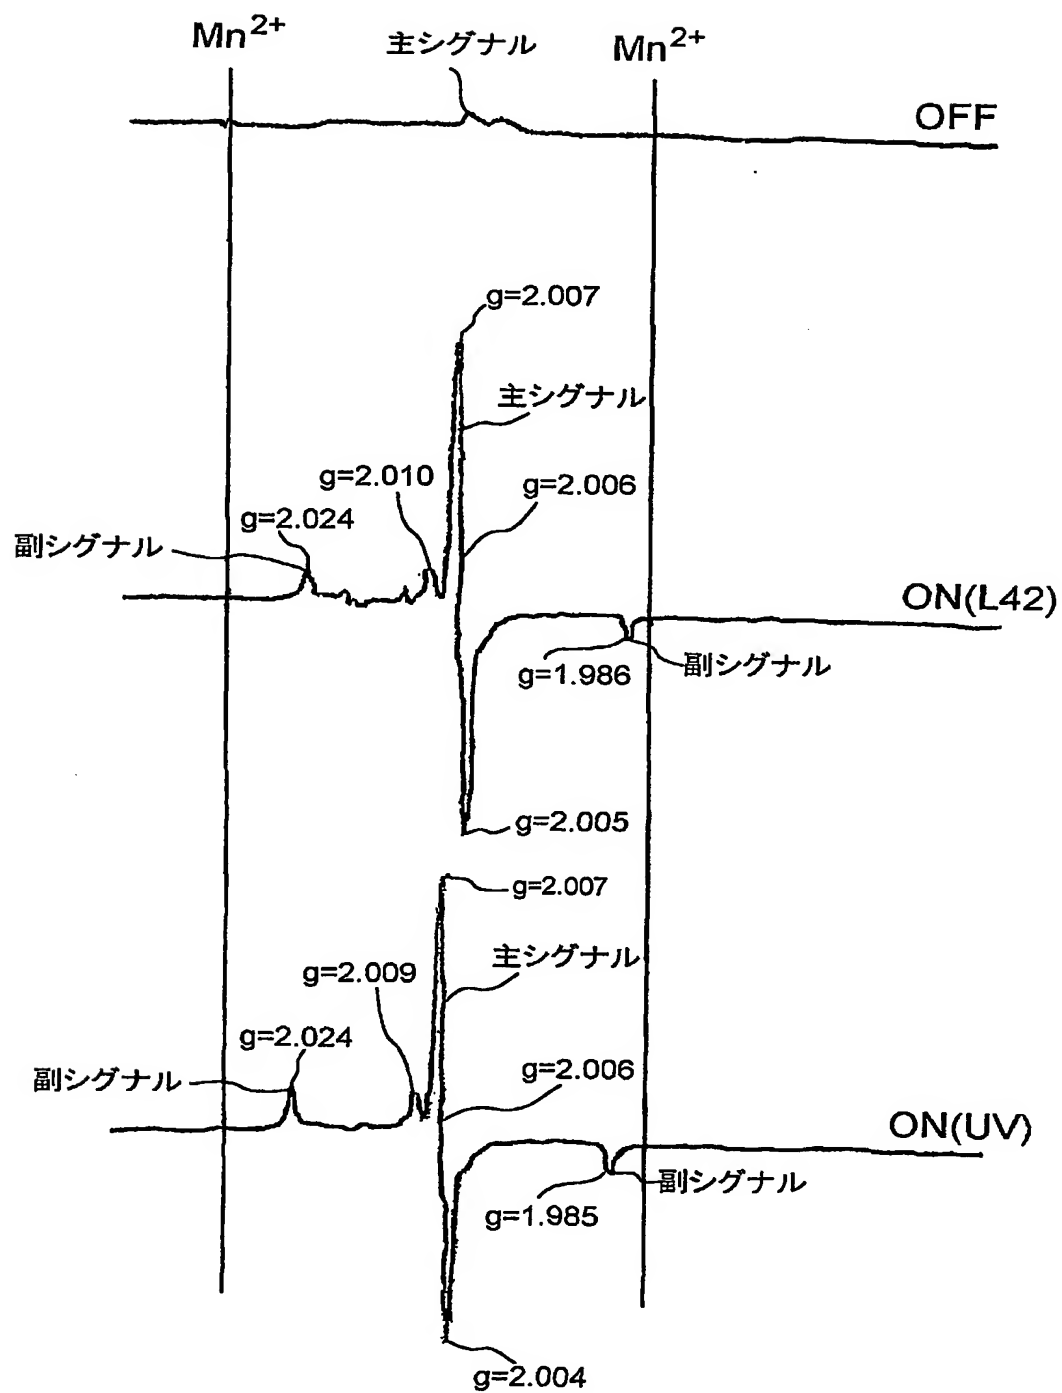 Mn2+
主シグナル
Mn2+
OFF
g=2.007
主シグナル
g=2.010
g=2.006
g=2.024
副シグナル
ON(L42)
g=1.986
副シグナル
g=2.005
g=2.007
主シグナル
g=2.009
g=2.024
g=2.006
副シグナル
ON(UV)
副シグナル
g=1.985
g=2.004